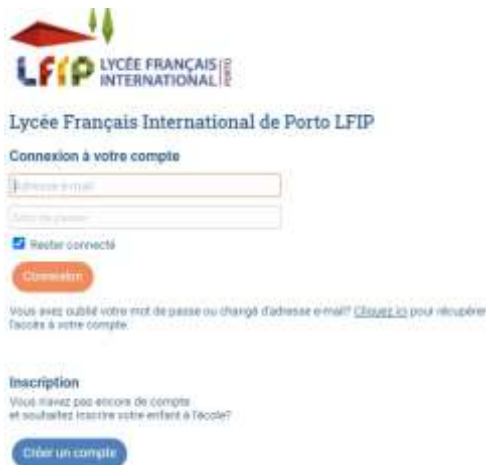 LFIP LYCÉE FRANÇAIS
INTERNATIONAL PORTO
Lycée Français International de Porto LFIP
Connexion à votre compte
Adresse e-mail
Mot de passe
Rester connecté
Connexion
Vous avez oublié votre mot de passe ou changé d'adresse e-mail? Cliquez ici pour récupérer
l'accès à votre compte.
Inscription
Vous n'avez pas encore de compte
et souhaitez inscrire votre enfant à l'école?
Créer un compte